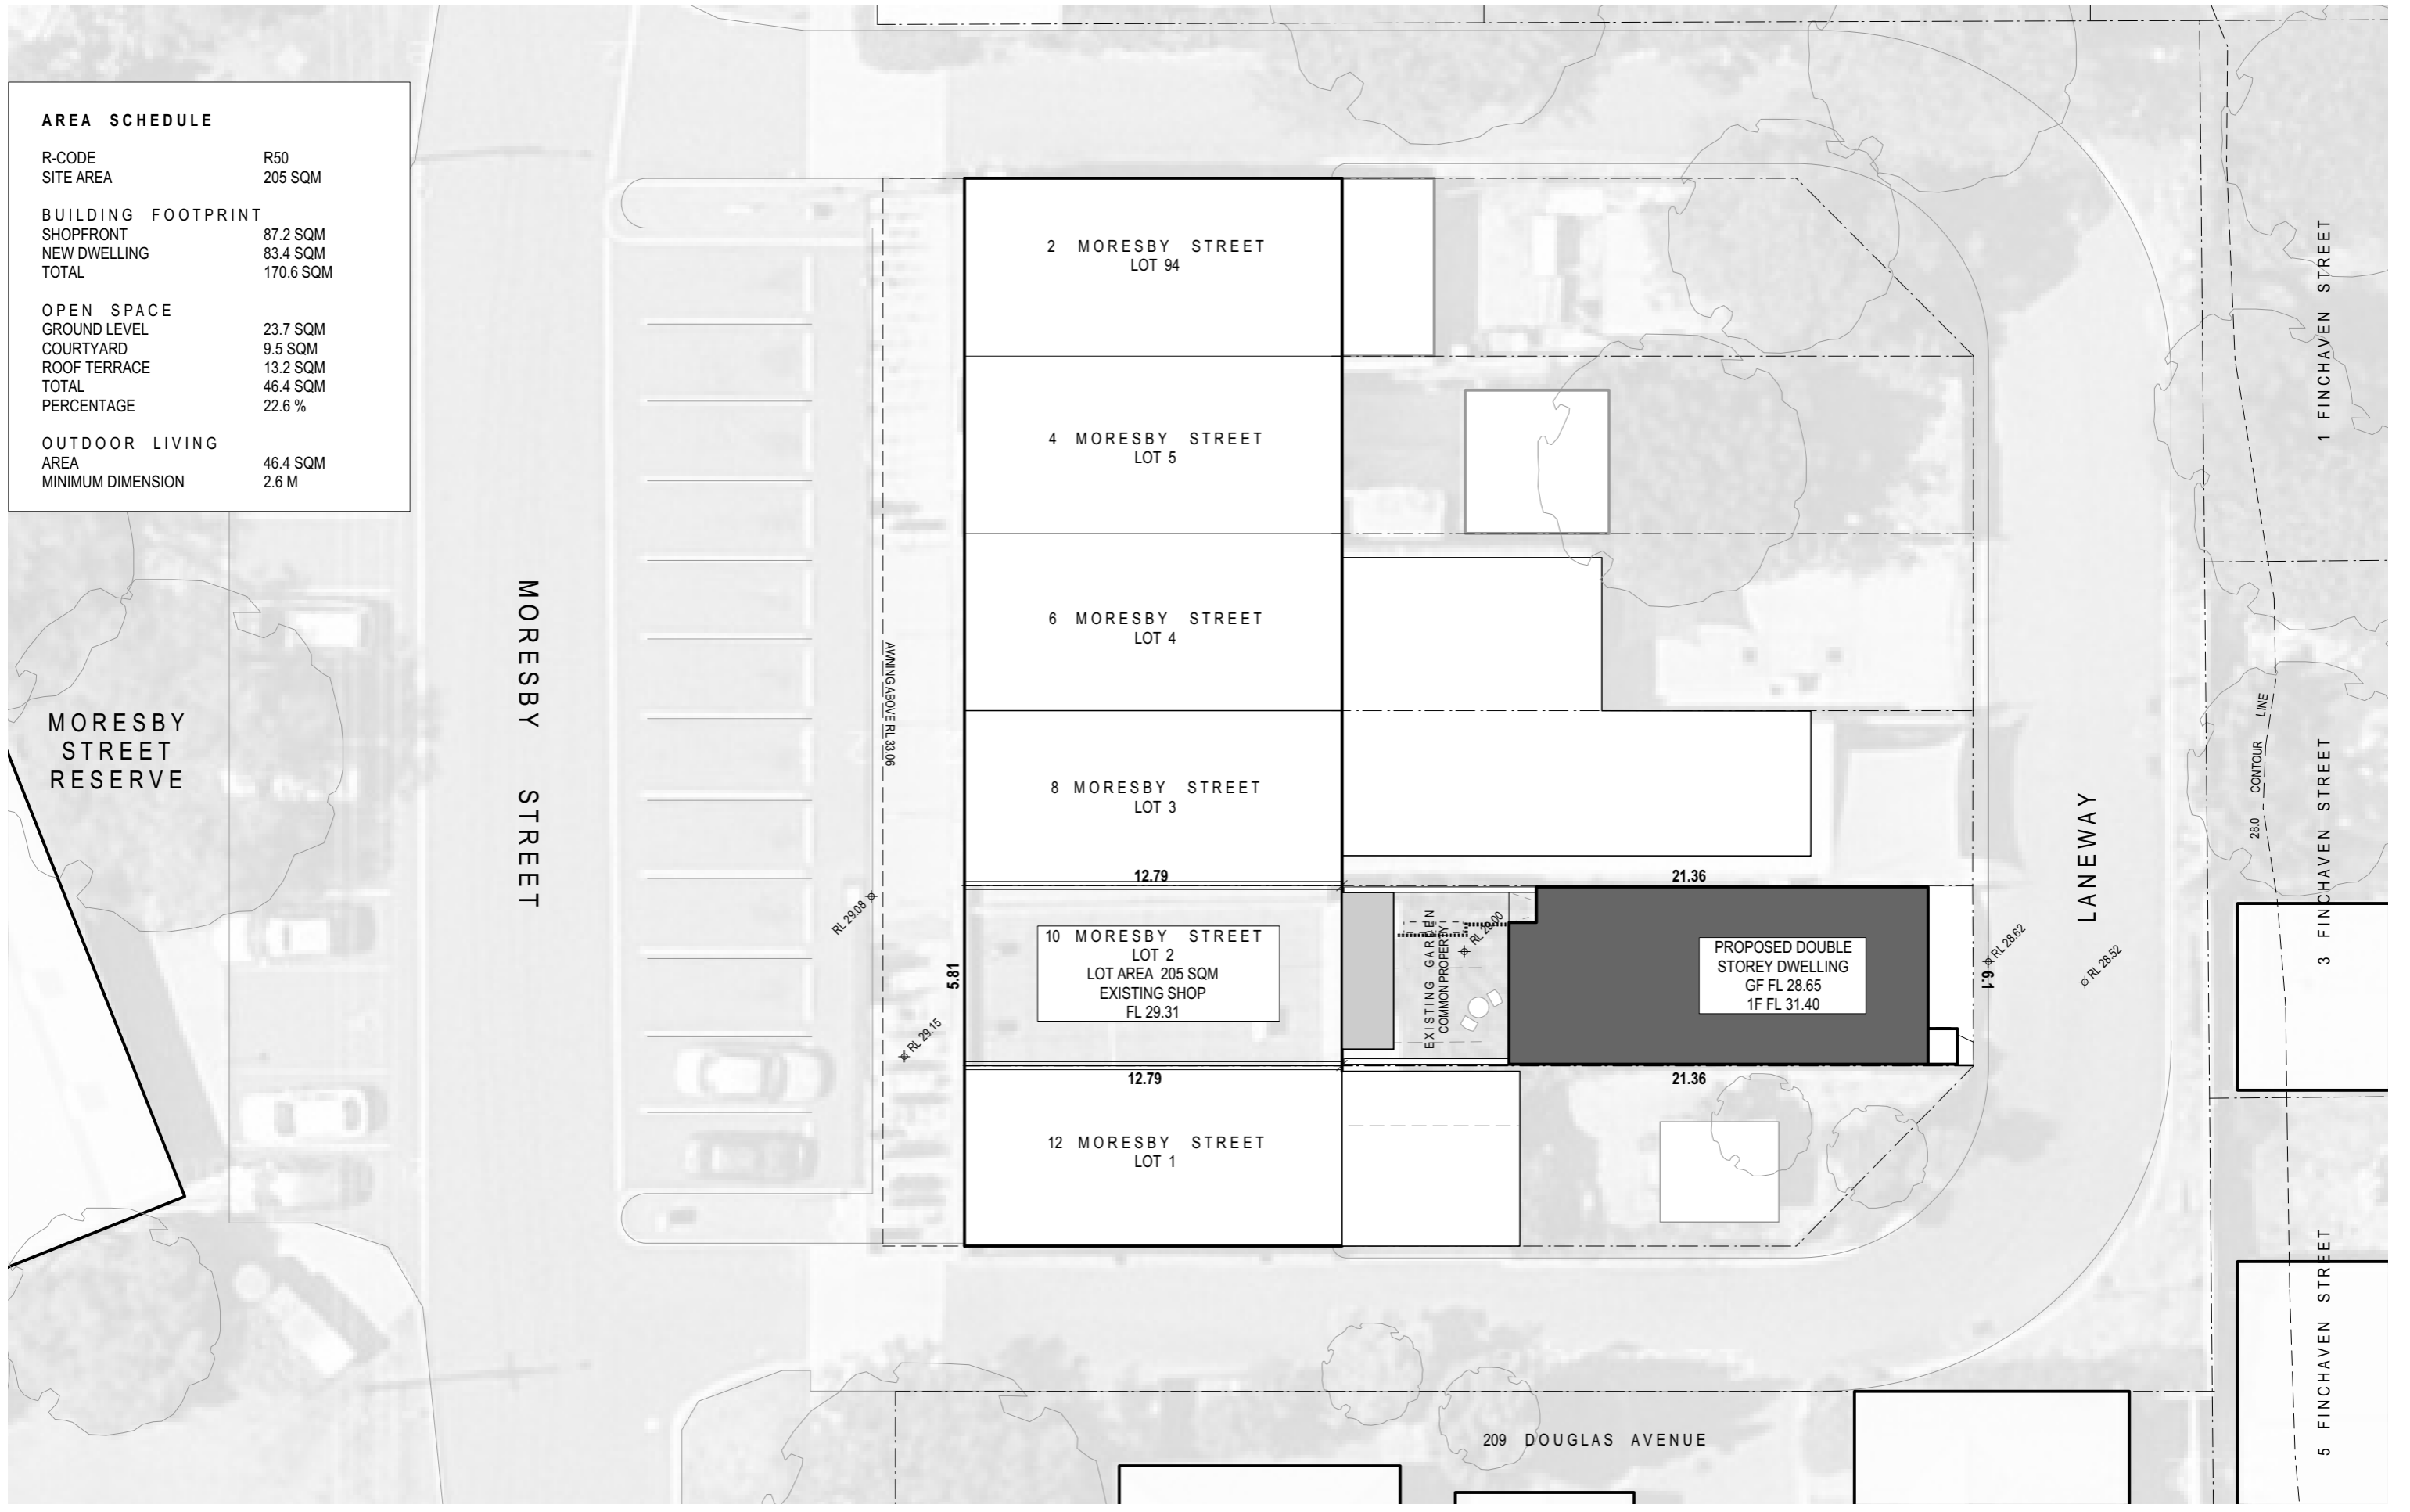 AREA SCHEDULE
R-CODE R50
SITE AREA 205 SQM
BUILDING FOOTPRINT
SHOPFRONT 87.2 SQM
NEW DWELLING 83.4 SQM
TOTAL 170.6 SQM
OPEN SPACE
GROUND LEVEL 23.7 SQM
COURTYARD 9.5 SQM
ROOF TERRACE 13.2 SQM
TOTAL 46.4 SQM
PERCENTAGE 22.6 %
OUTDOOR LIVING
AREA 46.4 SQM
MINIMUM DIMENSION 2.6 M
MORESBY
STREET
RESERVE
MORESBY STREET
AWNING ABOVE RL 33.06
2 MORESBY STREET
LOT 94
4 MORESBY STREET
LOT 5
6 MORESBY STREET
LOT 4
8 MORESBY STREET
LOT 3
12.79
21.36
RL 29.08
RL 29.15
5.81
10 MORESBY STREET
LOT 2
LOT AREA 205 SQM
EXISTING SHOP
FL 29.31
EXISTING GARDEN
COMMON PROPERTY
PROPOSED DOUBLE
STOREY DWELLING
GF FL 28.65
1F FL 31.40
6.1
RL 28.62
RL 28.52
12.79
21.36
12 MORESBY STREET
LOT 1
LANEWAY
28.0 CONTOUR LINE
1 FINCHAVEN STREET
3 FINCHAVEN STREET
5 FINCHAVEN STREET
209 DOUGLAS AVENUE